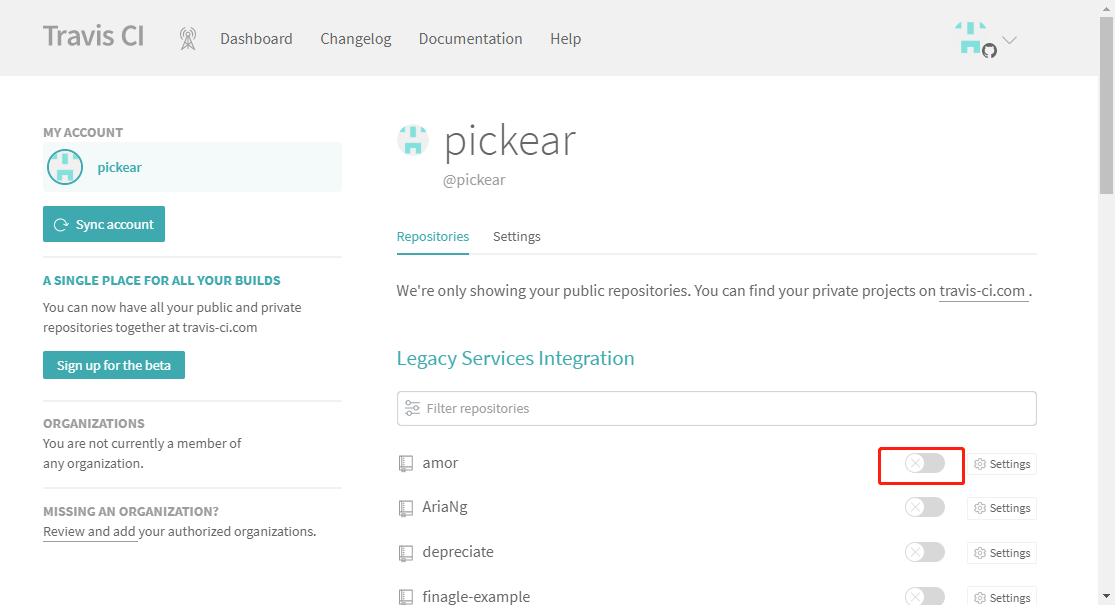 Travis CI
Dashboard
Changelog
Documentation
Help
MY ACCOUNT
pickear
Sync account
A SINGLE PLACE FOR ALL YOUR BUILDS
You can now have all your public and private
repositories together at travis-ci.com
Sign up for the beta
ORGANIZATIONS
You are not currently a member of
any organization.
MISSING AN ORGANIZATION?
Review and add your authorized organizations.
pickear
@pickear
Repositories
Settings
We're only showing your public repositories. You can find your private projects on travis-ci.com .
Legacy Services Integration
Filter repositories
amor
Settings
AriaNg
Settings
depreciate
Settings
finagle-example
Settings